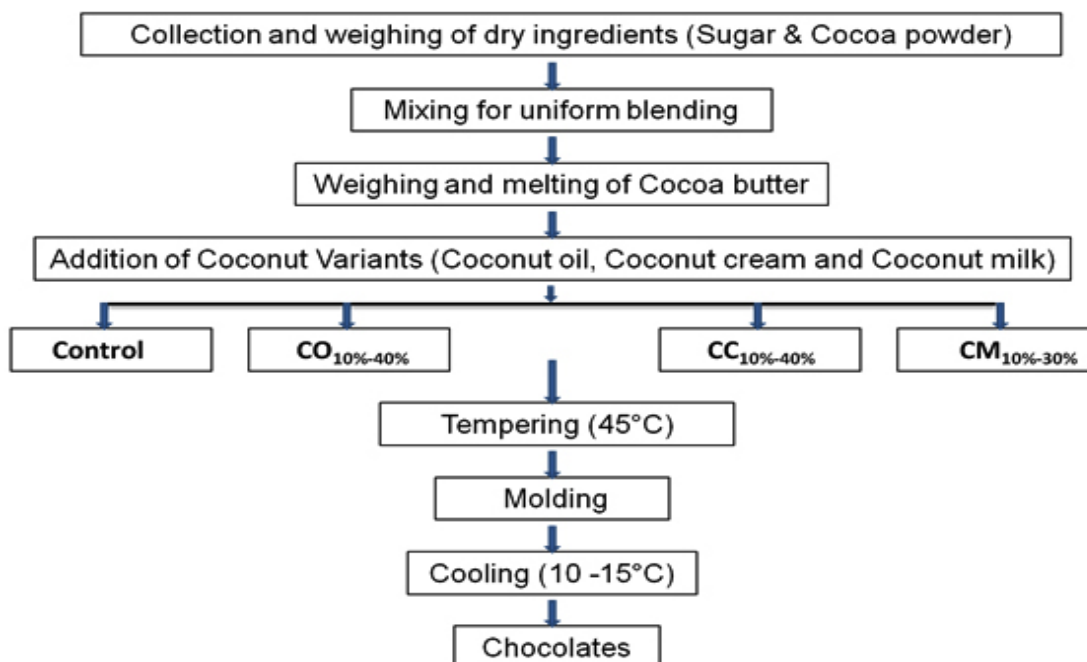 Collection and weighing of dry ingredients (Sugar & Cocoa powder)
Mixing for uniform blending
Weighing and melting of Cocoa butter
Addition of Coconut Variants (Coconut oil, Coconut cream and Coconut milk)
Control
CO10%-40%
CC10%-40%
CM10%-30%
Tempering (45°C)
Molding
Cooling (10 -15°C)
Chocolates